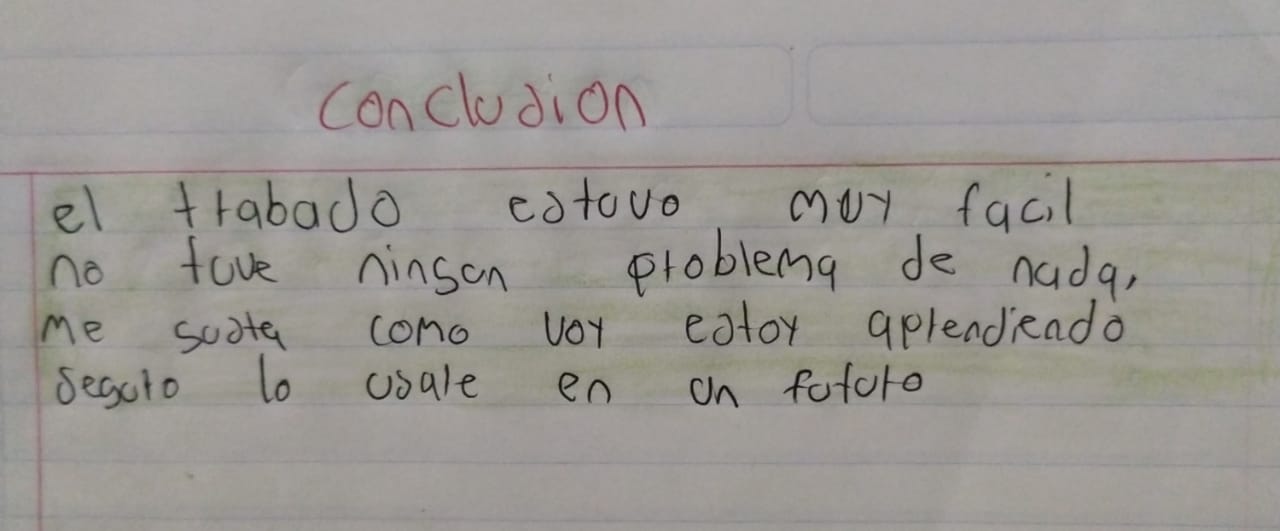 Conclusion
el trabajo estuvo muy facil
no tuve ningun problema de nada,
Me gusta como voy estoy aprendiendo
seguro lo usare en un futuro